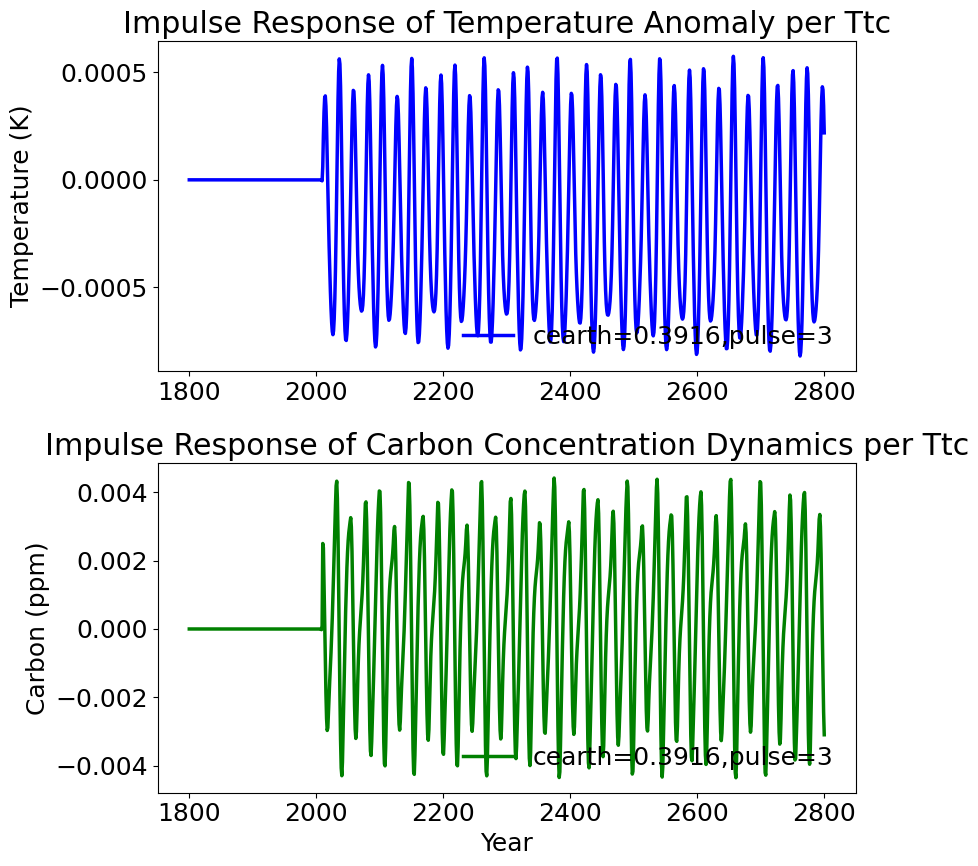 Impulse Response of Temperature Anomaly per Ttc
Temperature (K)
0.0005
0.0000
−0.0005
cearth=0.3916,pulse=3
1800 2000 2200 2400 2600 2800
Impulse Response of Carbon Concentration Dynamics per Ttc
Carbon (ppm)
0.004
0.002
0.000
−0.002
−0.004
cearth=0.3916,pulse=3
1800 2000 2200 2400 2600 2800
Year